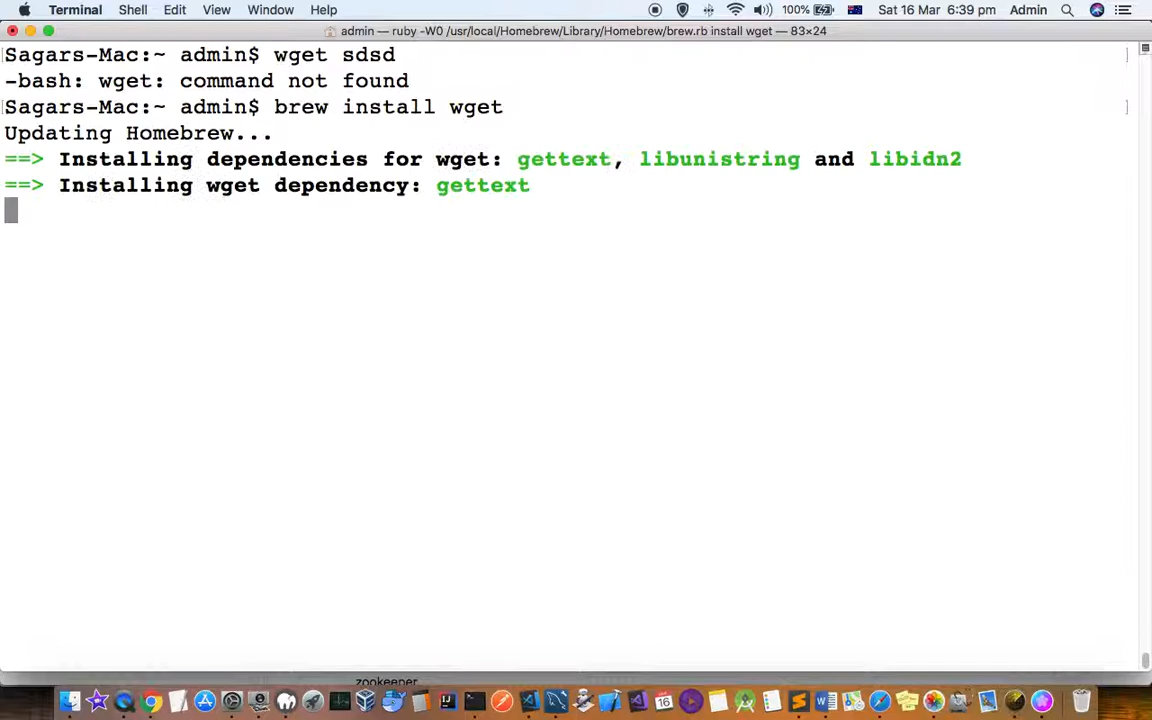 Terminal Shell Edit View Window Help 100% Sat 16 Mar 6:39 pm Admin
admin — ruby -W0 /usr/local/Homebrew/Library/Homebrew/brew.rb install wget — 83×24
[Sagars-Mac:~ admin$ wget sdsd ]
-bash: wget: command not found
[Sagars-Mac:~ admin$ brew install wget ]
Updating Homebrew...
==> Installing dependencies for wget: gettext, libunistring and libidn2
==> Installing wget dependency: gettext
zookeeper
16